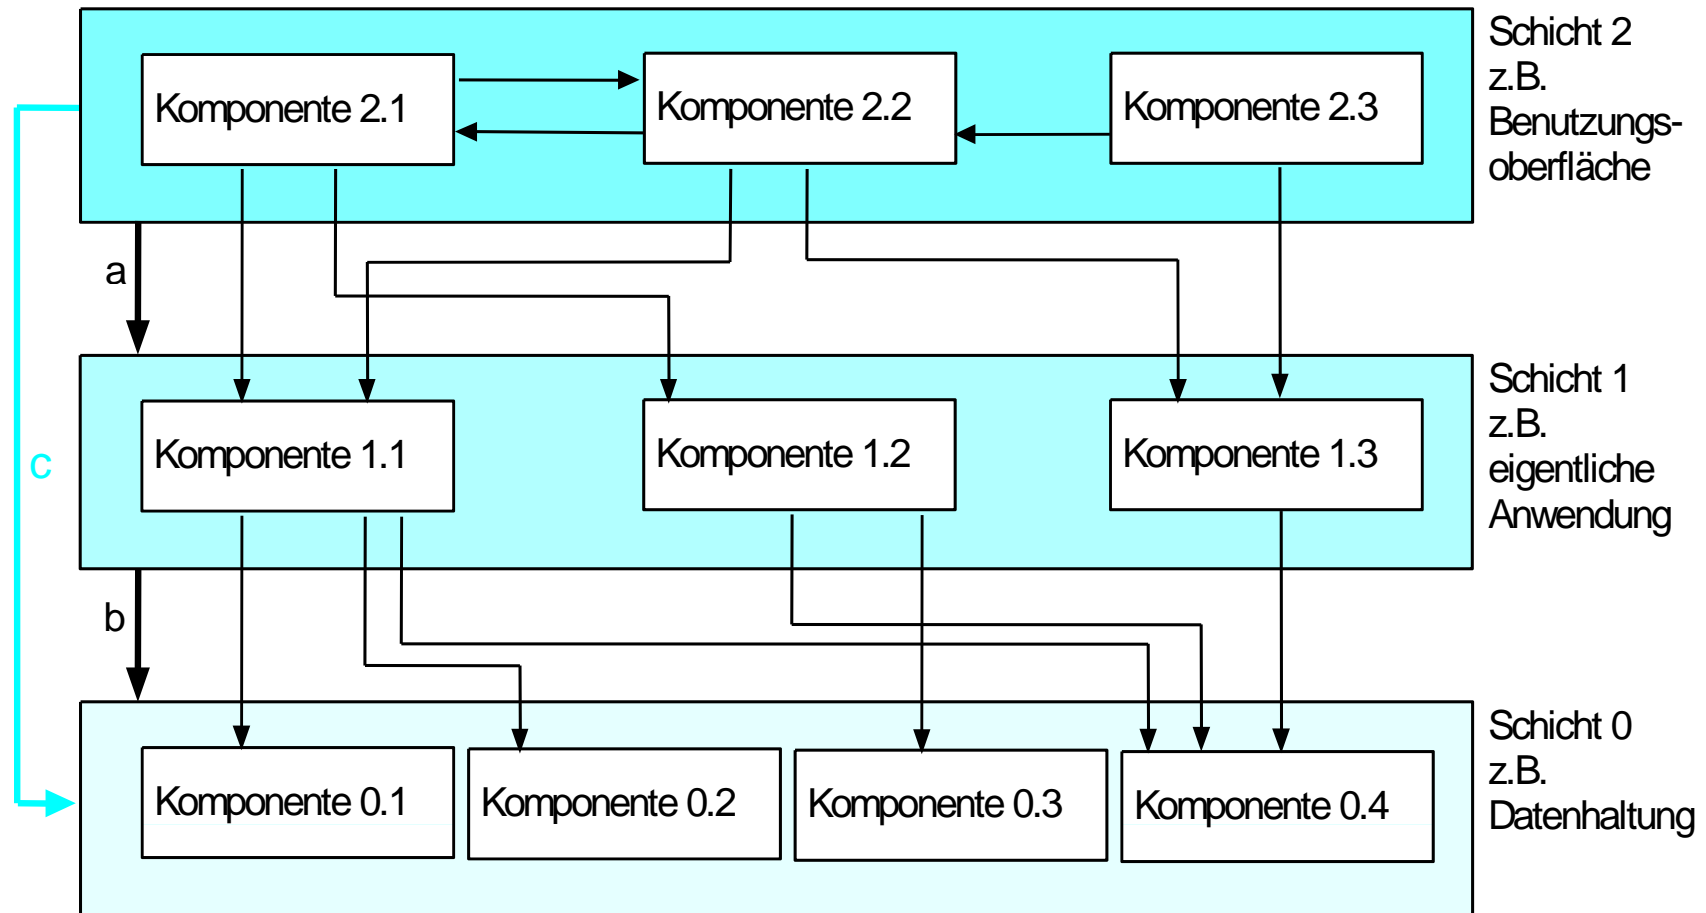 Schicht 2
z.B.
Benutzungs-
oberfläche
Komponente 2.1
Komponente 2.2
Komponente 2.3
a
Schicht 1
z.B.
eigentliche
Anwendung
Komponente 1.1
Komponente 1.2
Komponente 1.3
c
b
Schicht 0
z.B.
Datenhaltung
Komponente 0.1
Komponente 0.2
Komponente 0.3
Komponente 0.4